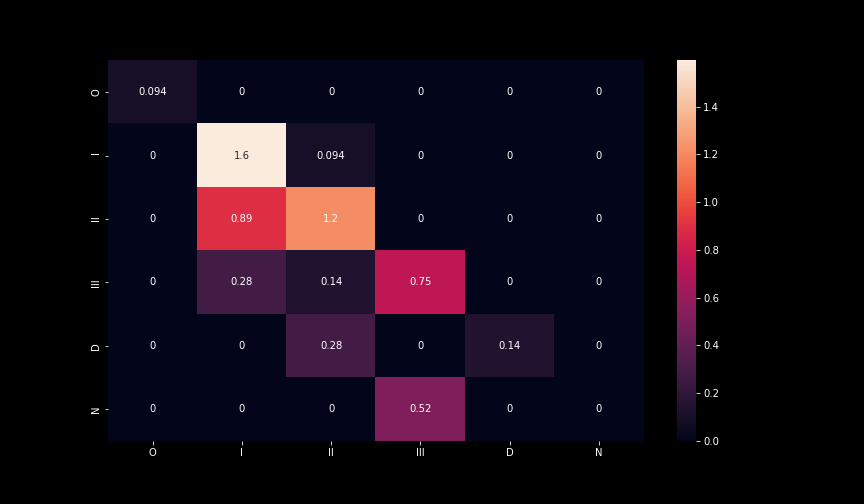 O 0.094 0 0 0 0 0
I 0 1.6 0.094 0 0 0
II 0 0.89 1.2 0 0 0
III 0 0.28 0.14 0.75 0 0
D 0 0 0.28 0 0.14 0
N 0 0 0 0.52 0 0
O I II III D N
1.4
1.2
1.0
0.8
0.6
0.4
0.2
0.0